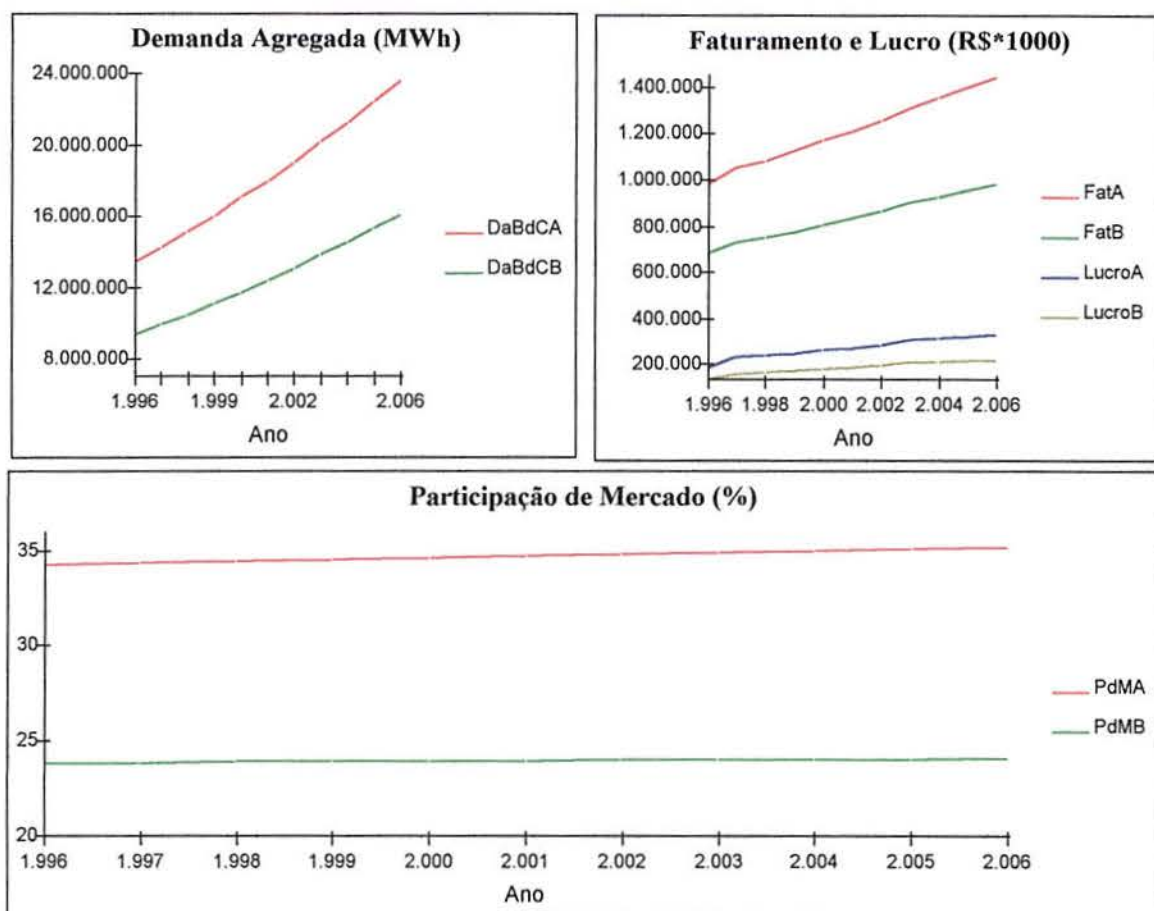 Demanda Agregada (MWh)
24.000.000
20.000.000
16.000.000
12.000.000
8.000.000
1.996 1.999 2.002 2.006
Ano
DaBdCA
DaBdCB
Faturamento e Lucro (R$*1000)
1.400.000
1.200.000
1.000.000
800.000
600.000
400.000
200.000
1.996 1.998 2.000 2.002 2.004 2.006
Ano
FatA
FatB
LucroA
LucroB
Participação de Mercado (%)
35
30
25
20
1.996 1.997 1.998 1.999 2.000 2.001 2.002 2.003 2.004 2.005 2.006
Ano
PdMA
PdMB